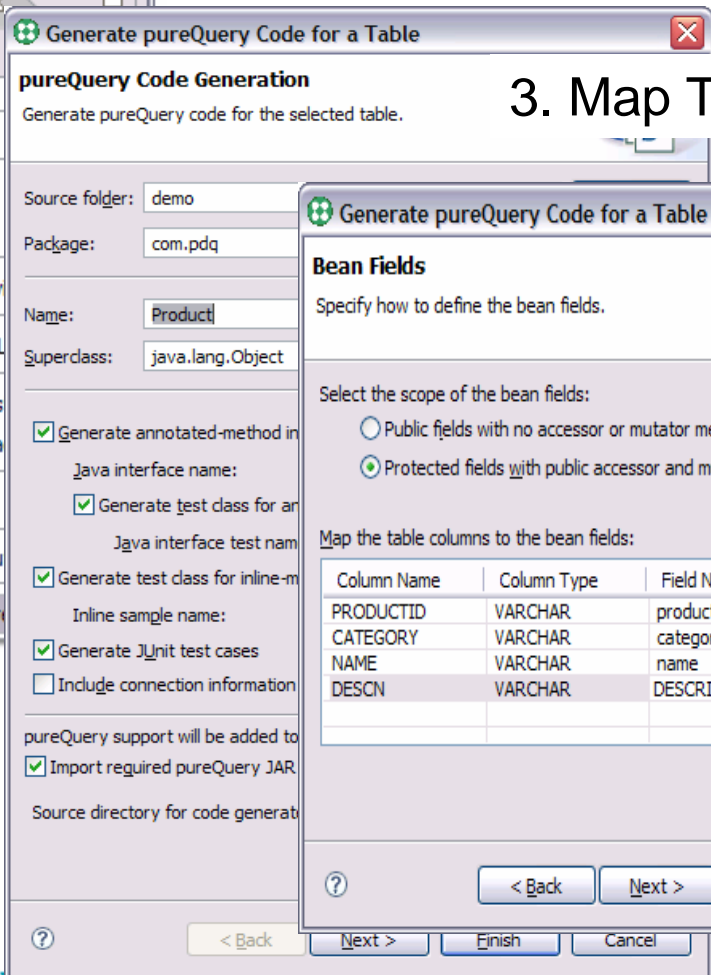 Generate pureQuery Code for a Table
pureQuery Code Generation
Generate pureQuery code for the selected table.
3. Map T
Source folder: demo
Package: com.pdq
Name: Product
Superclass: java.lang.Object
Generate annotated-method in
Java interface name:
Generate test class for an
Java interface test nam
Generate test class for inline-m
Inline sample name:
Generate JUnit test cases
Include connection information
pureQuery support will be added to
Import required pureQuery JAR
Source directory for code generat
< Back
Next >
Finish
Cancel
Generate pureQuery Code for a Table
Bean Fields
Specify how to define the bean fields.
Select the scope of the bean fields:
Public fields with no accessor or mutator me
Protected fields with public accessor and m
Map the table columns to the bean fields:
Column Name Column Type Field N
PRODUCTID VARCHAR produc
CATEGORY VARCHAR categor
NAME VARCHAR name
DESCN VARCHAR DESCRI
< Back
Next >